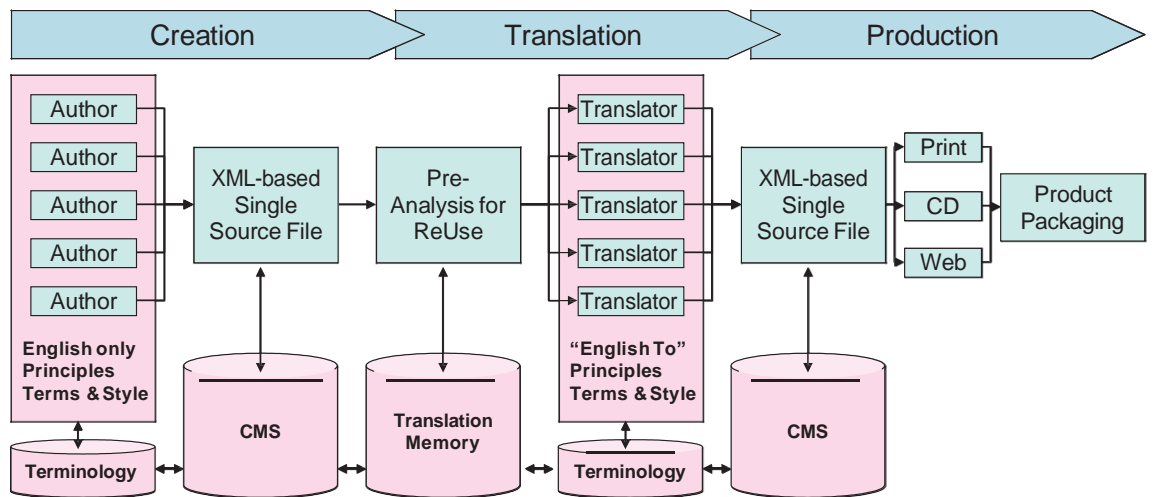 Creation
Translation
Production
Author
Author
Author
Author
Author
English only
Principles
Terms & Style
Terminology
XML-based
Single
Source File
CMS
Pre-
Analysis for
ReUse
Translation
Memory
Translator
Translator
Translator
Translator
Translator
“English To”
Principles
Terms & Style
Terminology
XML-based
Single
Source File
CMS
Print
CD
Web
Product
Packaging